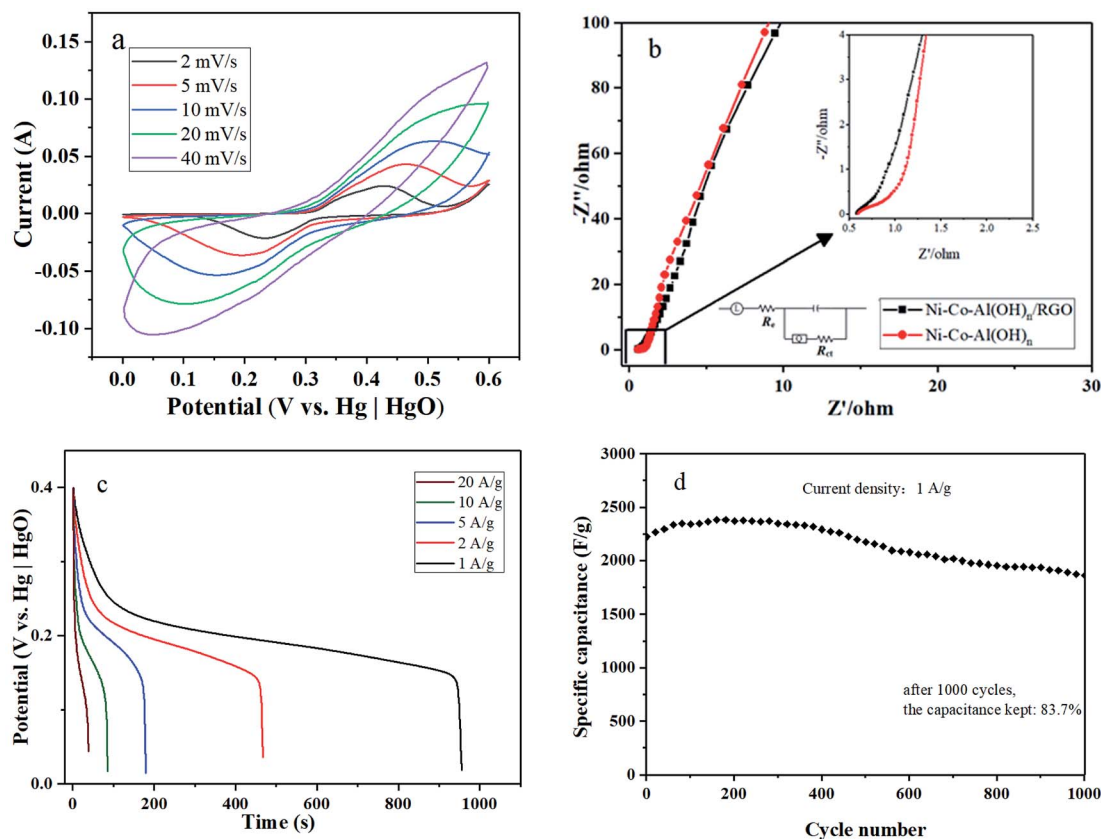 a
2 mV/s
5 mV/s
10 mV/s
20 mV/s
40 mV/s
0.15
0.10
0.05
0.00
-0.05
-0.10
Current (A)
0.0 0.1 0.2 0.3 0.4 0.5 0.6
Potential (V vs. Hg | HgO)
b
100
80
60
40
20
0
-Z''/ohm
0 10 20 30
Z'/ohm
4
3
2
1
0
-Z''/ohm
0.5 1.0 1.5 2.0 2.5
Z'/ohm
L
Re
Rct
Ni-Co-Al(OH)n/RGO
Ni-Co-Al(OH)n
c
20 A/g
10 A/g
5 A/g
2 A/g
1 A/g
0.4
0.2
0.0
Potential (V vs. Hg | HgO)
0 200 400 600 800 1000
Time (s)
d
Current density: 1 A/g
3000
2500
2000
1500
1000
500
0
Specific capacitance (F/g)
after 1000 cycles,
the capacitance kept: 83.7%
0 200 400 600 800 1000
Cycle number